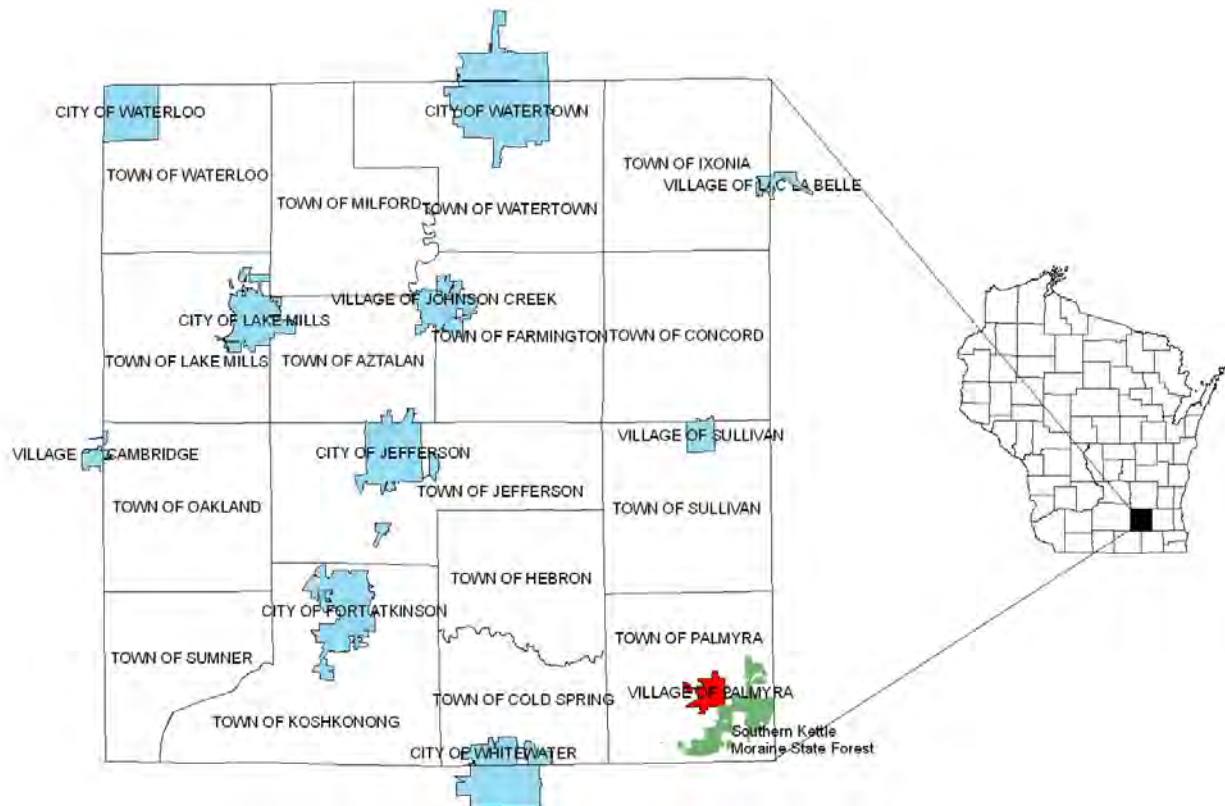 CITY OF WATERLOO
CITY OF WATERTOWN
TOWN OF IXONIA
TOWN OF WATERLOO
VILLAGE OF LAC LA BELLE
TOWN OF MILFORD
TOWN OF WATERTOWN
VILLAGE OF JOHNSON CREEK
CITY OF LAKE MILLS
TOWN OF FARMINGTON
TOWN OF CONCORD
TOWN OF LAKE MILLS
TOWN OF AZTALAN
VILLAGE OF SULLIVAN
CITY OF JEFFERSON
VILLAGE CAMBRIDGE
TOWN OF JEFFERSON
TOWN OF OAKLAND
TOWN OF SULLIVAN
TOWN OF HEBRON
CITY OF FORT ATKINSON
TOWN OF PALMYRA
TOWN OF SUMNER
VILLAGE OF PALMYRA
TOWN OF COLD SPRING
TOWN OF KOSHKONONG
Southern Kettle
Moraine State Forest
CITY OF WHITEWATER